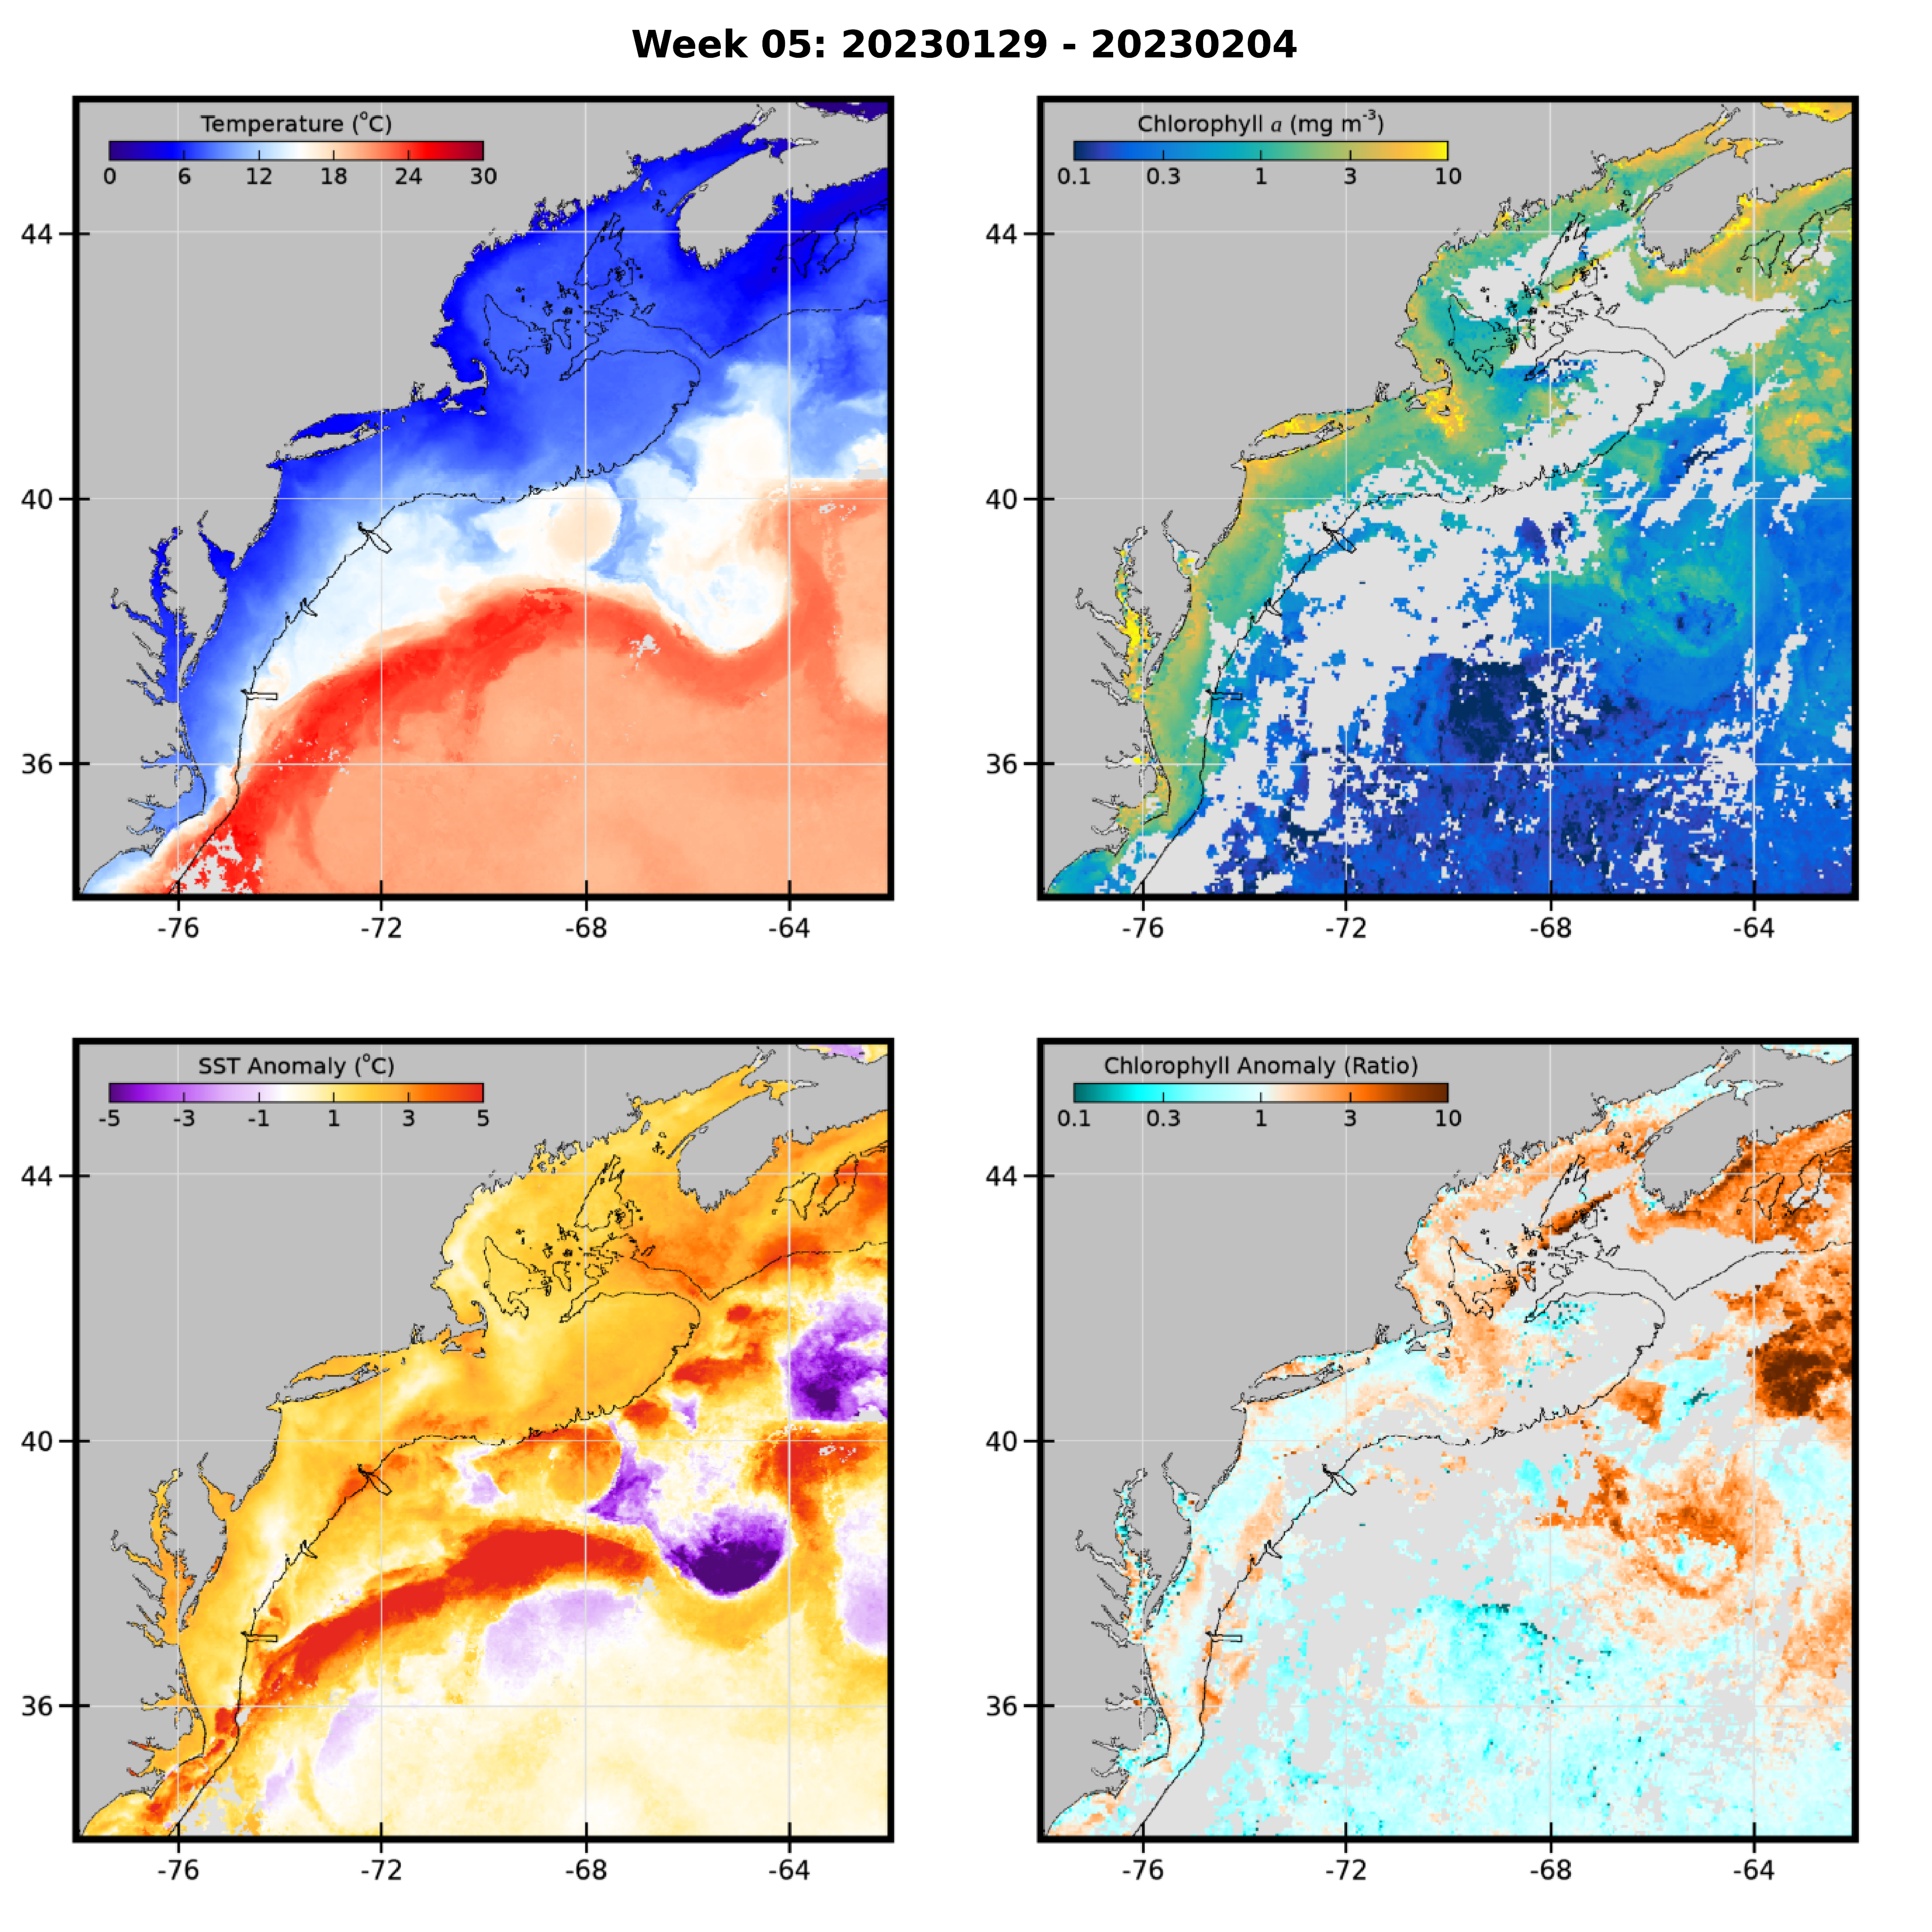 Week 05: 20230129 - 20230204
Temperature (°C)
0 6 12 18 24 30
44
40
36
-76 -72 -68 -64
Chlorophyll a (mg m⁻³)
0.1 0.3 1 3 10
44
40
36
-76 -72 -68 -64
SST Anomaly (°C)
-5 -3 -1 1 3 5
44
40
36
-76 -72 -68 -64
Chlorophyll Anomaly (Ratio)
0.1 0.3 1 3 10
44
40
36
-76 -72 -68 -64